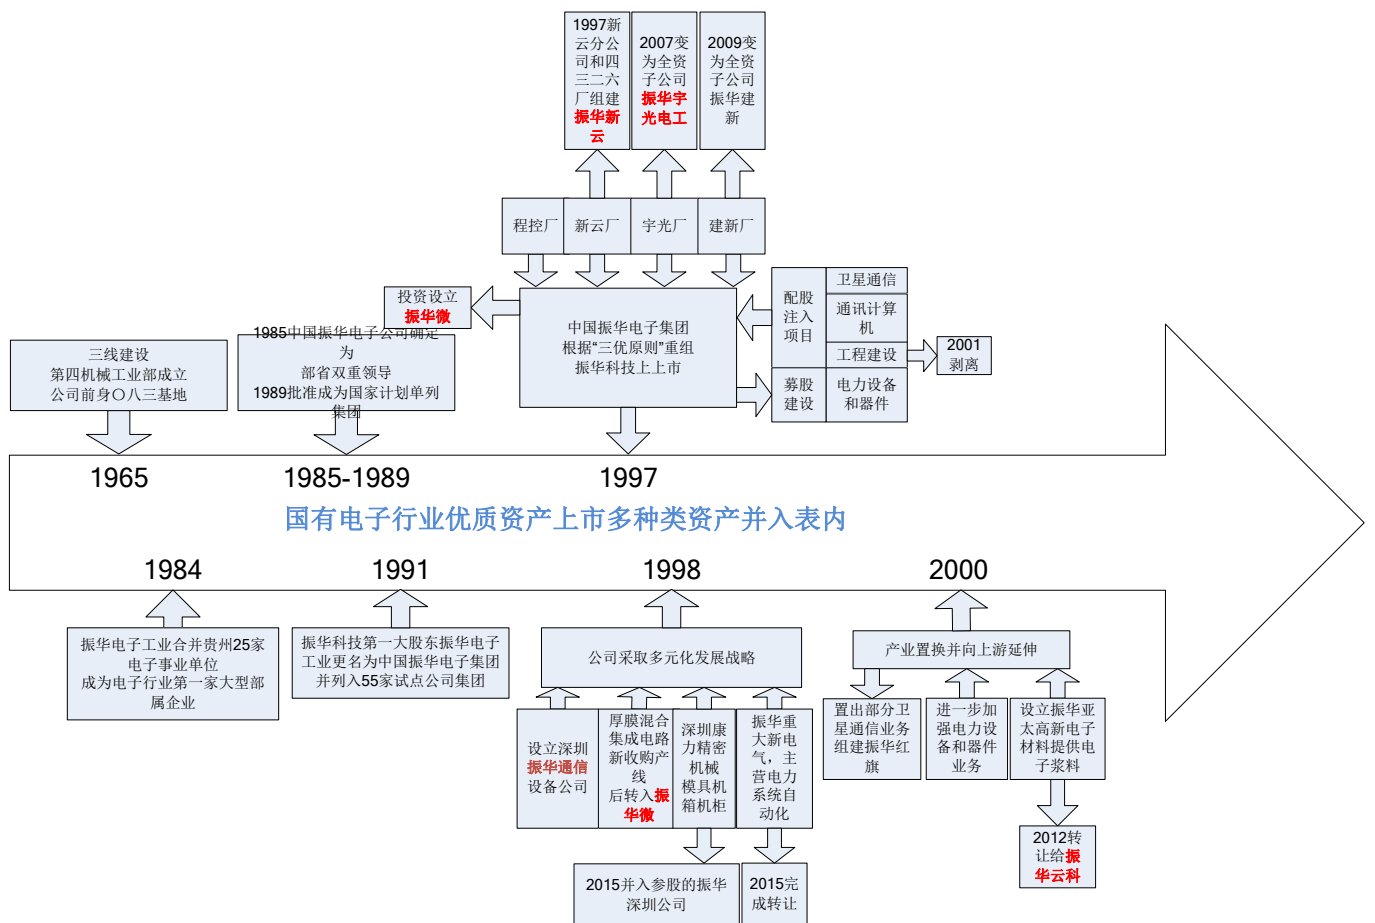 1997新
云分公
司和四
三二六
厂组建
振华新
云
2007变
为全资
子公司
振华宇
光电工
2009变
为全资
子公司
振华建
新
程控厂
新云厂
宇光厂
建新厂
投资设立
振华微
中国振华电子集团
根据“三优原则”重组
振华科技上上市
配股
注入
项目
卫星通信
通讯计算
机
工程建设
2001
剥离
募股
建设
电力设备
和器件
三线建设
第四机械工业部成立
公司前身〇八三基地
1985中国振华电子公司确定
为
部省双重领导
1989批准成为国家计划单列
集团
1965
1985-1989
1997
国有电子行业优质资产上市多种类资产并入表内
1984
1991
1998
2000
振华电子工业合并贵州25家
电子事业单位
成为电子行业第一家大型部
属企业
振华科技第一大股东振华电子
工业更名为中国振华电子集团
并列入55家试点公司集团
公司采取多元化发展战略
产业置换并向上游延伸
设立深圳
振华通信
设备公司
厚膜混合
集成电路
新收购产
线
后转入振
华微
深圳康
力精密
机械
模具机
箱机柜
振华重
大新电
气，主
营电力
系统自
动化
置出部分卫
星通信业务
组建振华红
旗
进一步加
强电力设
备和器件
业务
设立振华亚
太高新电子
材料提供电
子浆料
2015并入参股的振华
深圳公司
2015完
成转让
2012转
让给振
华云科